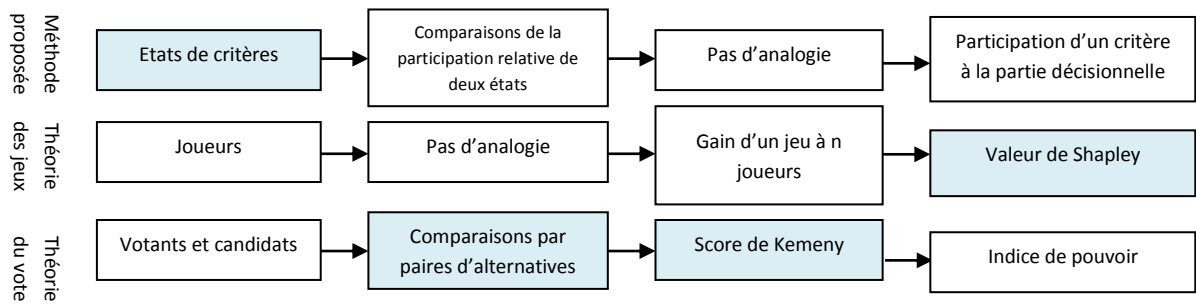 Méthode
proposée
Etats de critères
Comparaisons de la
participation relative de
deux états
Pas d’analogie
Participation d’un critère
à la partie décisionnelle
Théorie
des jeux
Joueurs
Pas d’analogie
Gain d’un jeu à n
joueurs
Valeur de Shapley
Théorie
du vote
Votants et candidats
Comparaisons par
paires d’alternatives
Score de Kemeny
Indice de pouvoir